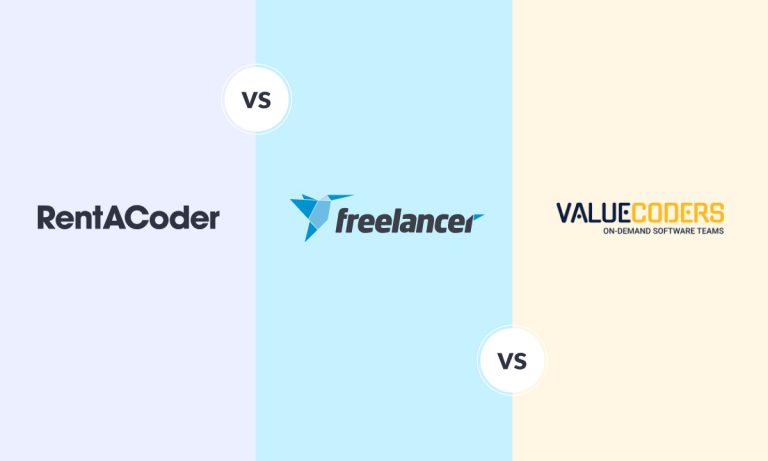 VS
RentACoder
freelancer
VALUECODERS
ON-DEMAND SOFTWARE TEAMS
VS